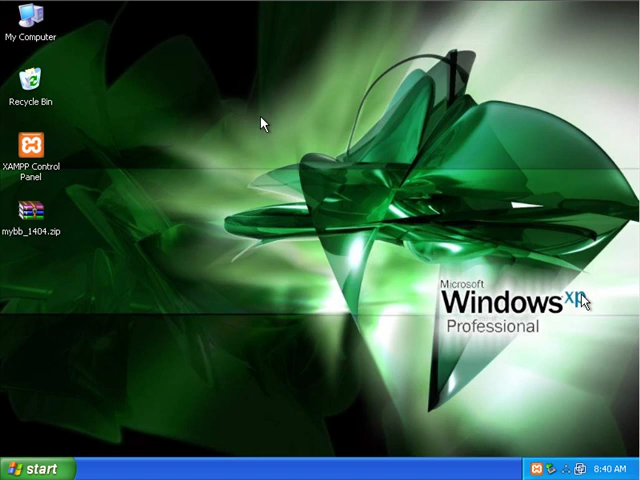 My Computer
Recycle Bin
XAMPP Control
Panel
mybb_1404.zip
Microsoft
Windows xp
Professional
start
8:40 AM